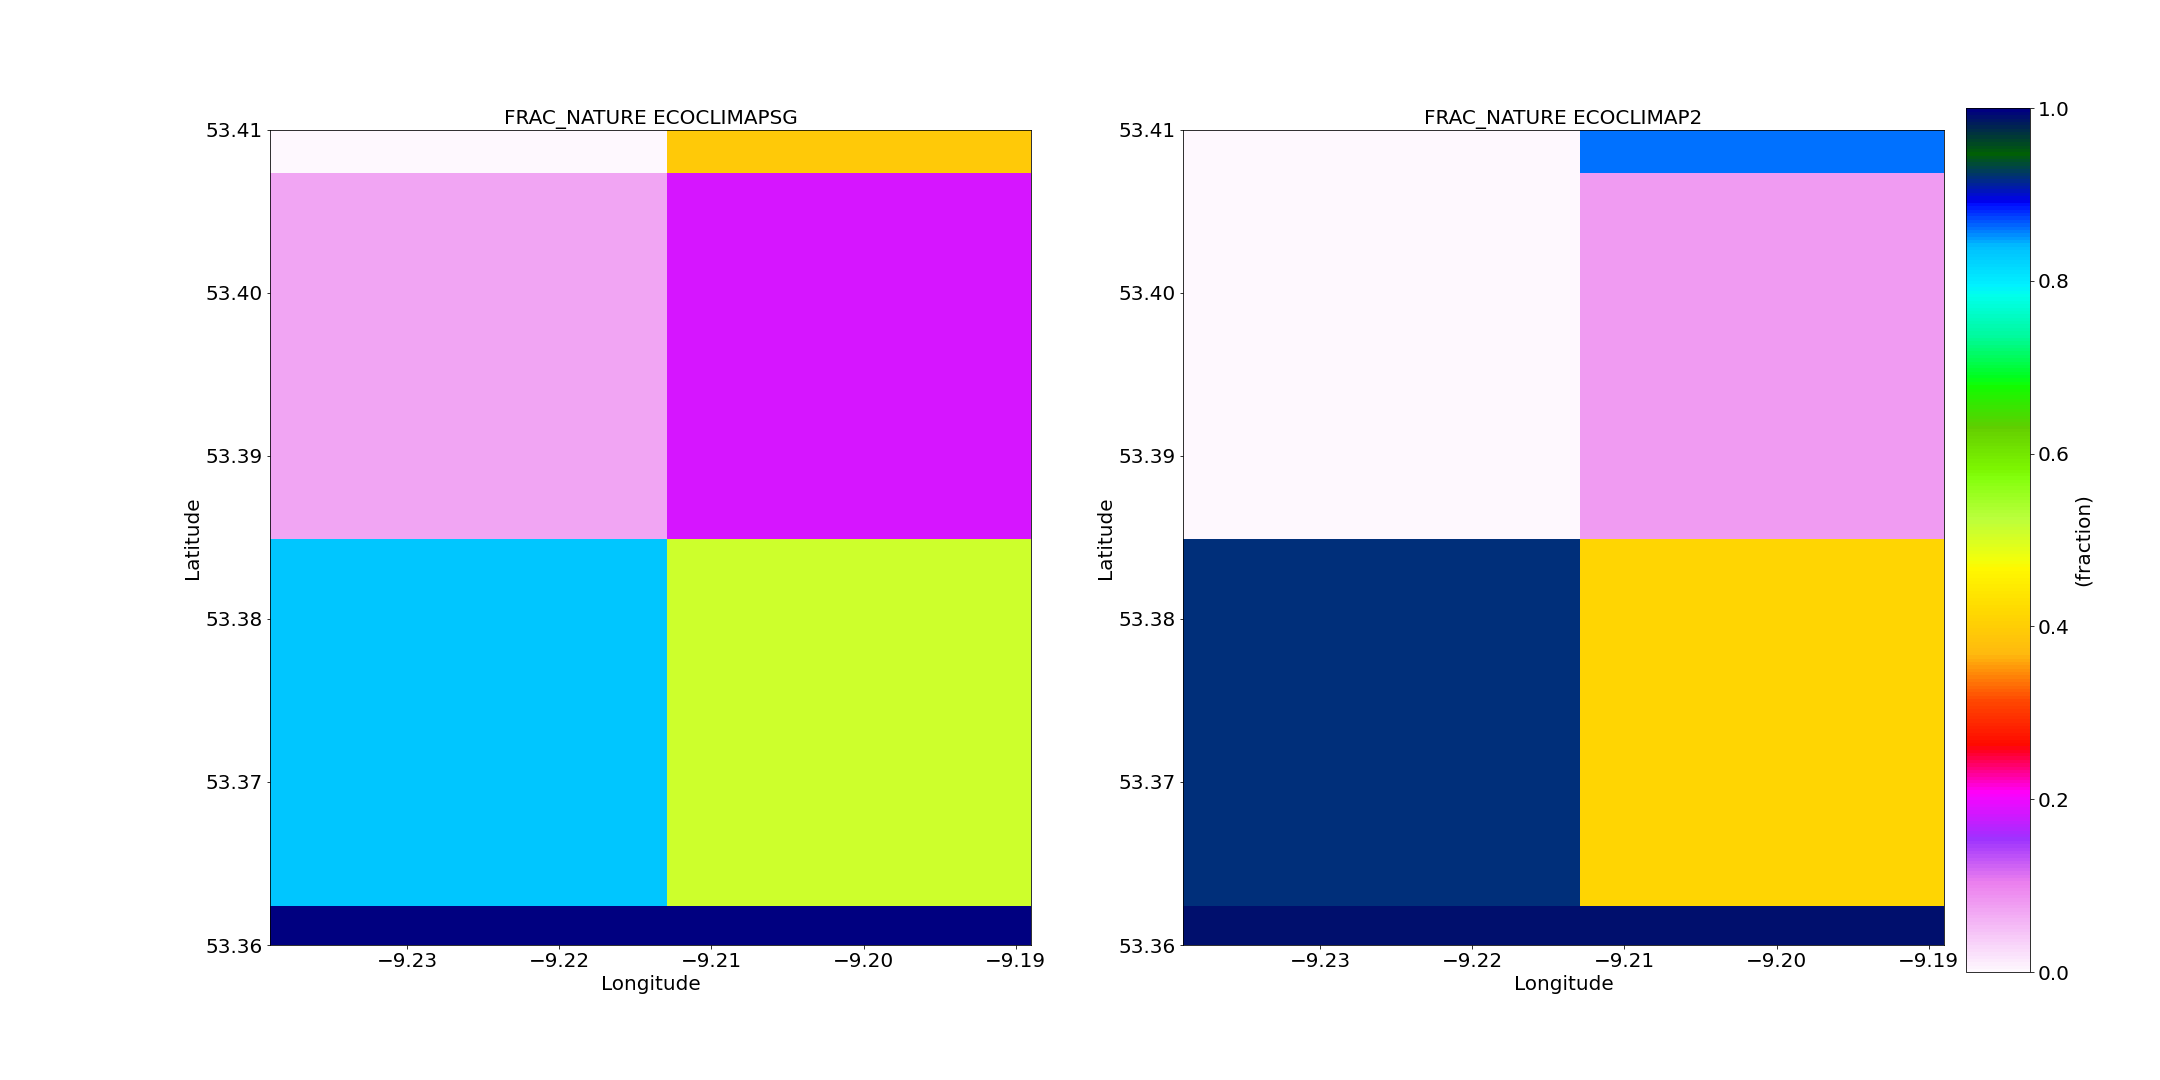 FRAC_NATURE ECOCLIMAPSG
53.41
53.40
53.39
53.38
53.37
53.36
Latitude
−9.23 −9.22 −9.21 −9.20 −9.19
Longitude
FRAC_NATURE ECOCLIMAP2
53.41
53.40
53.39
53.38
53.37
53.36
Latitude
−9.23 −9.22 −9.21 −9.20 −9.19
Longitude
1.0
0.8
0.6
0.4
0.2
0.0
(fraction)